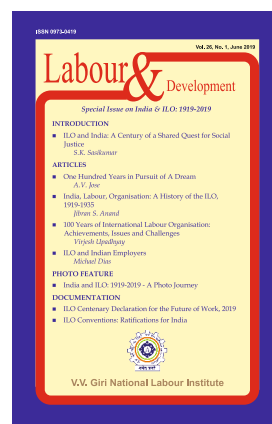 ISSN 0973-0419
Vol. 26, No. 1, June 2019
Labour & Development
Special Issue on India & ILO: 1919-2019
INTRODUCTION
ILO and India: A Century of a Shared Quest for Social
Justice
S.K. Sasikumar
ARTICLES
One Hundred Years in Pursuit of A Dream
A.V. Jose
India, Labour, Organisation: A History of the ILO,
1919-1935
Jibran S. Anand
100 Years of International Labour Organisation:
Achievements, Issues and Challenges
Virjesh Upadhyay
ILO and Indian Employers
Michael Dias
PHOTO FEATURE
India and ILO: 1919-2019 - A Photo Journey
DOCUMENTATION
ILO Centenary Declaration for the Future of Work, 2019
ILO Conventions: Ratifications for India
V.V. Giri National Labour Institute